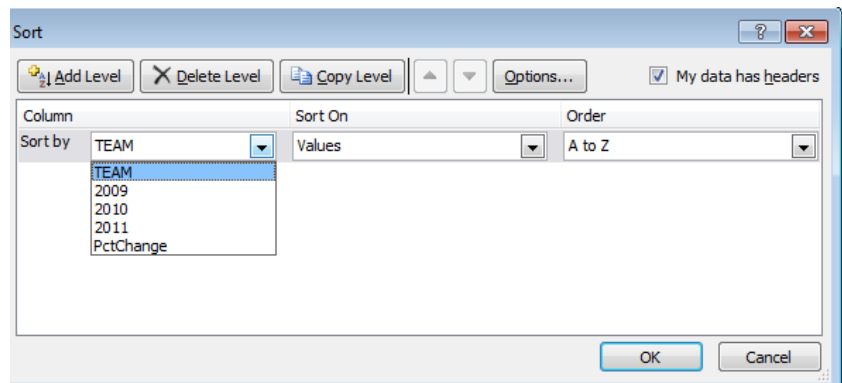 Sort
?
Add Level Delete Level Copy Level Options... My data has headers
Column Sort On Order
Sort by TEAM Values A to Z
TEAM
2009
2010
2011
PctChange
OK Cancel